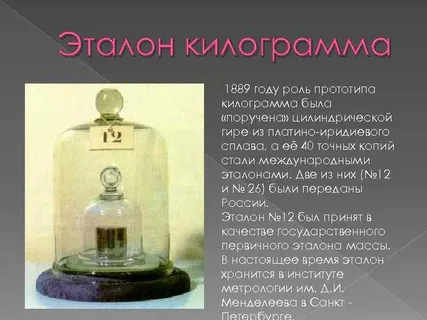 Эталон килограмма
1889 году роль прототипа
килограмма была
«поручена» цилиндрической
гире из платино-иридиевого
сплава, а её 40 точных копий
стали международными
эталонами. Две из них (№12
и № 26) были переданы
России.
Эталон №12 был принят в
качестве государственного
первичного эталона массы.
В настоящее время эталон
хранится в институте
метрологии им. Д.И.
Менделеева в Санкт -
Петербурге.
12